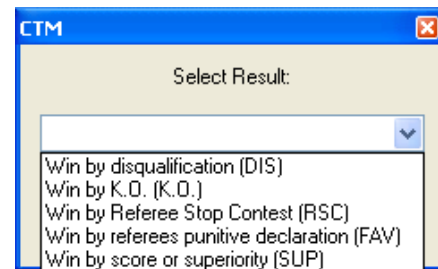 CTM
Select Result:
Win by disqualification (DIS)
Win by K.O. (K.O.)
Win by Referee Stop Contest (RSC)
Win by referees punitive declaration (FAV)
Win by score or superiority (SUP)